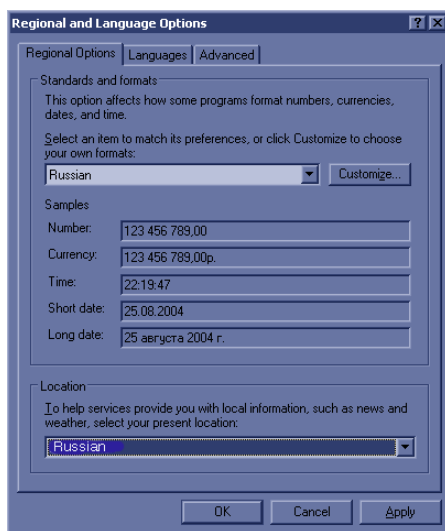 Regional and Language Options
Regional Options Languages Advanced
Standards and formats
This option affects how some programs format numbers, currencies,
dates, and time.
Select an item to match its preferences, or click Customize to choose
your own formats:
Russian Customize...
Samples
Number: 123 456 789,00
Currency: 123 456 789,00р.
Time: 22:19:47
Short date: 25.08.2004
Long date: 25 августа 2004 г.
Location
To help services provide you with local information, such as news and
weather, select your present location:
Russian
OK Cancel Apply